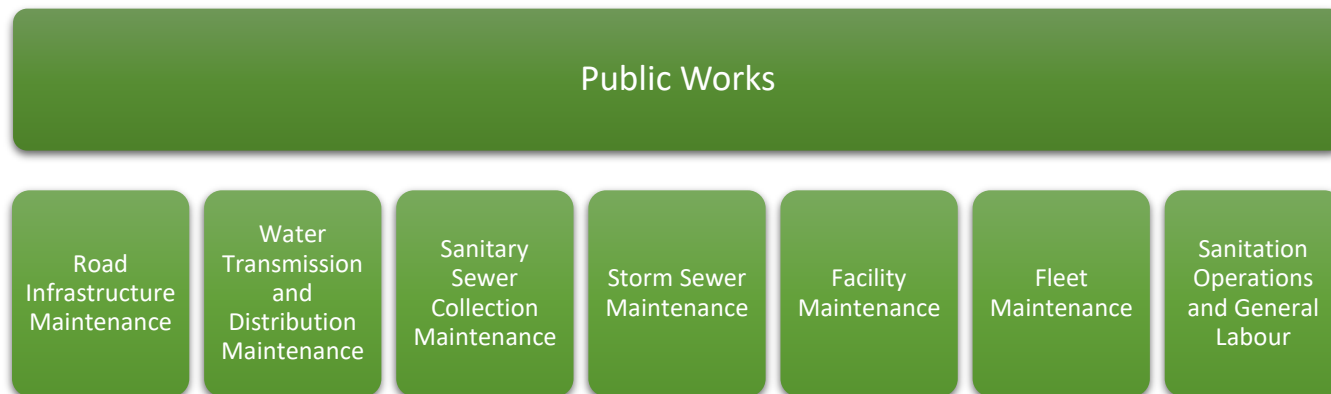 Public Works
Road
Infrastructure
Maintenance
Water
Transmission
and
Distribution
Maintenance
Sanitary
Sewer
Collection
Maintenance
Storm Sewer
Maintenance
Facility
Maintenance
Fleet
Maintenance
Sanitation
Operations
and General
Labour